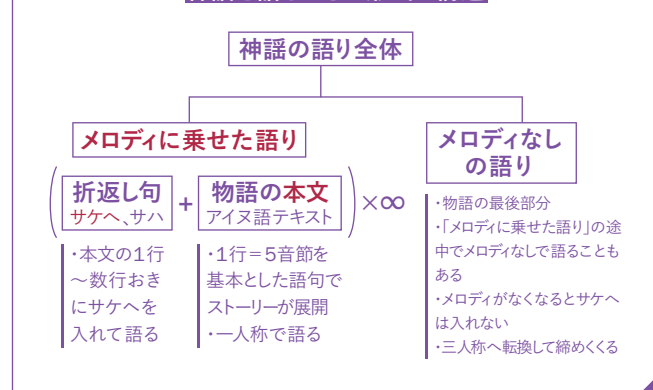 神謡の語り全体
メロディに乗せた語り
折返し句
サケヘ、サハ
+
物語の本文
アイヌ語テキスト
×∞
・本文の1行
〜数行おき
にサケヘを
入れて語る
・1行=5音節を
基本とした語句で
ストーリーが展開
・一人称で語る
メロディなし
の語り
・物語の最後部分
・「メロディに乗せた語り」の途
中でメロディなしで語ることも
ある
・メロディがなくなるとサケヘ
は入れない
・三人称へ転換して締めくくる